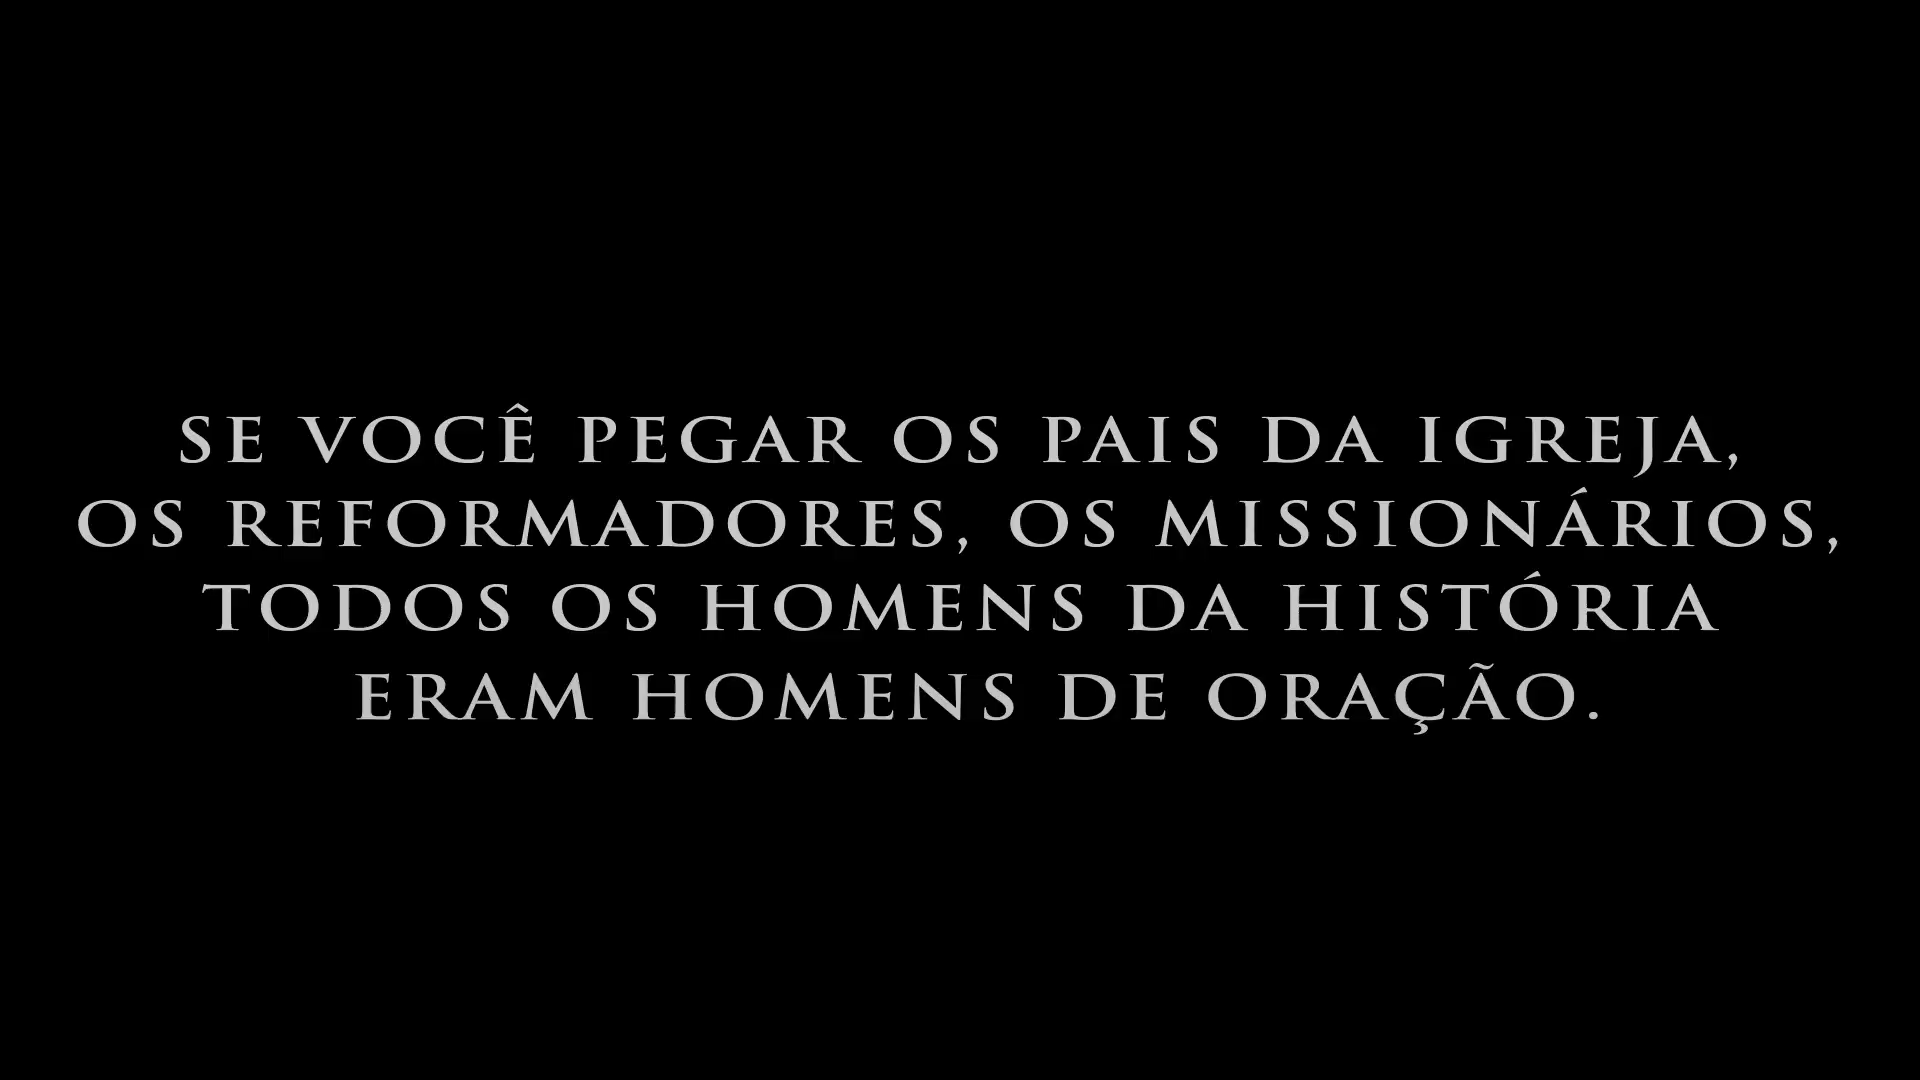 SE VOCÊ PEGAR OS PAIS DA IGREJA,
OS REFORMADORES, OS MISSIONÁRIOS,
TODOS OS HOMENS DA HISTÓRIA
ERAM HOMENS DE ORAÇÃO.